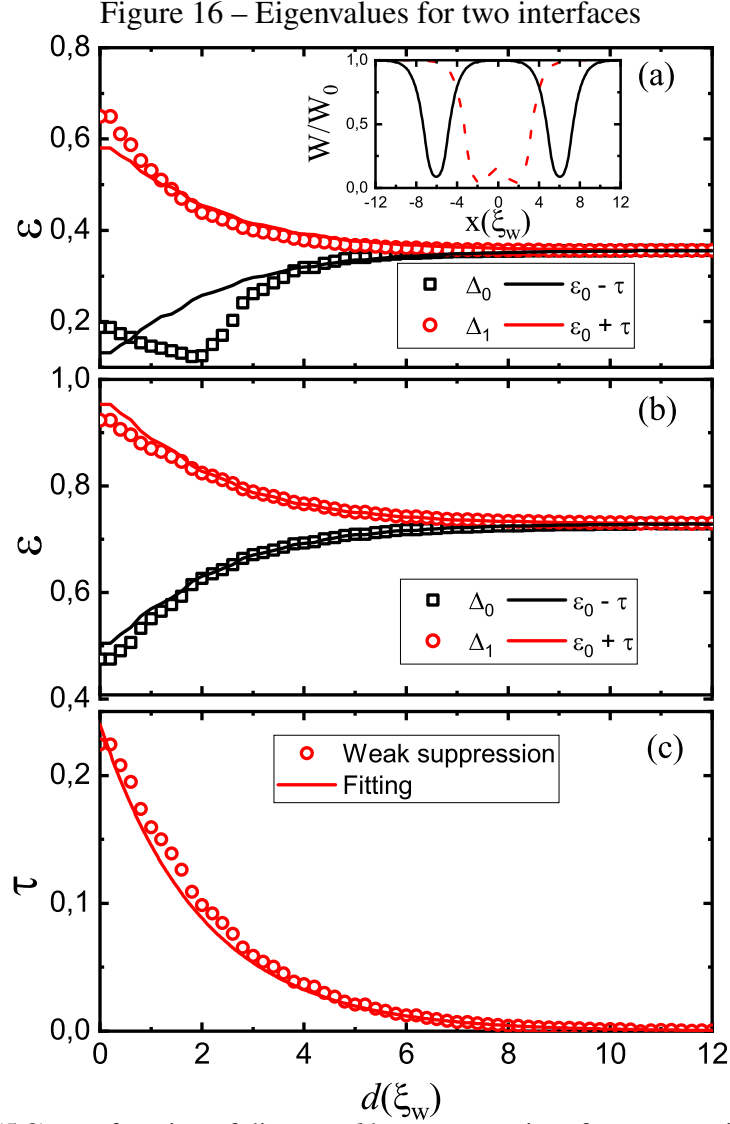 Figure 16 – Eigenvalues for two interfaces
0,8
0,6
0,4
0,2
ε
(a)
1,0
0,5
0,0
W/W0
-12 -8 -4 0 4 8 12
x(ξw)
Δ0 ε0 - τ
Δ1 ε0 + τ
1,0
0,8
0,6
0,4
ε
(b)
Δ0 ε0 - τ
Δ1 ε0 + τ
0,2
0,1
0,0
τ
(c)
Weak suppression
Fitting
0 2 4 6 8 10 12
d(ξw)